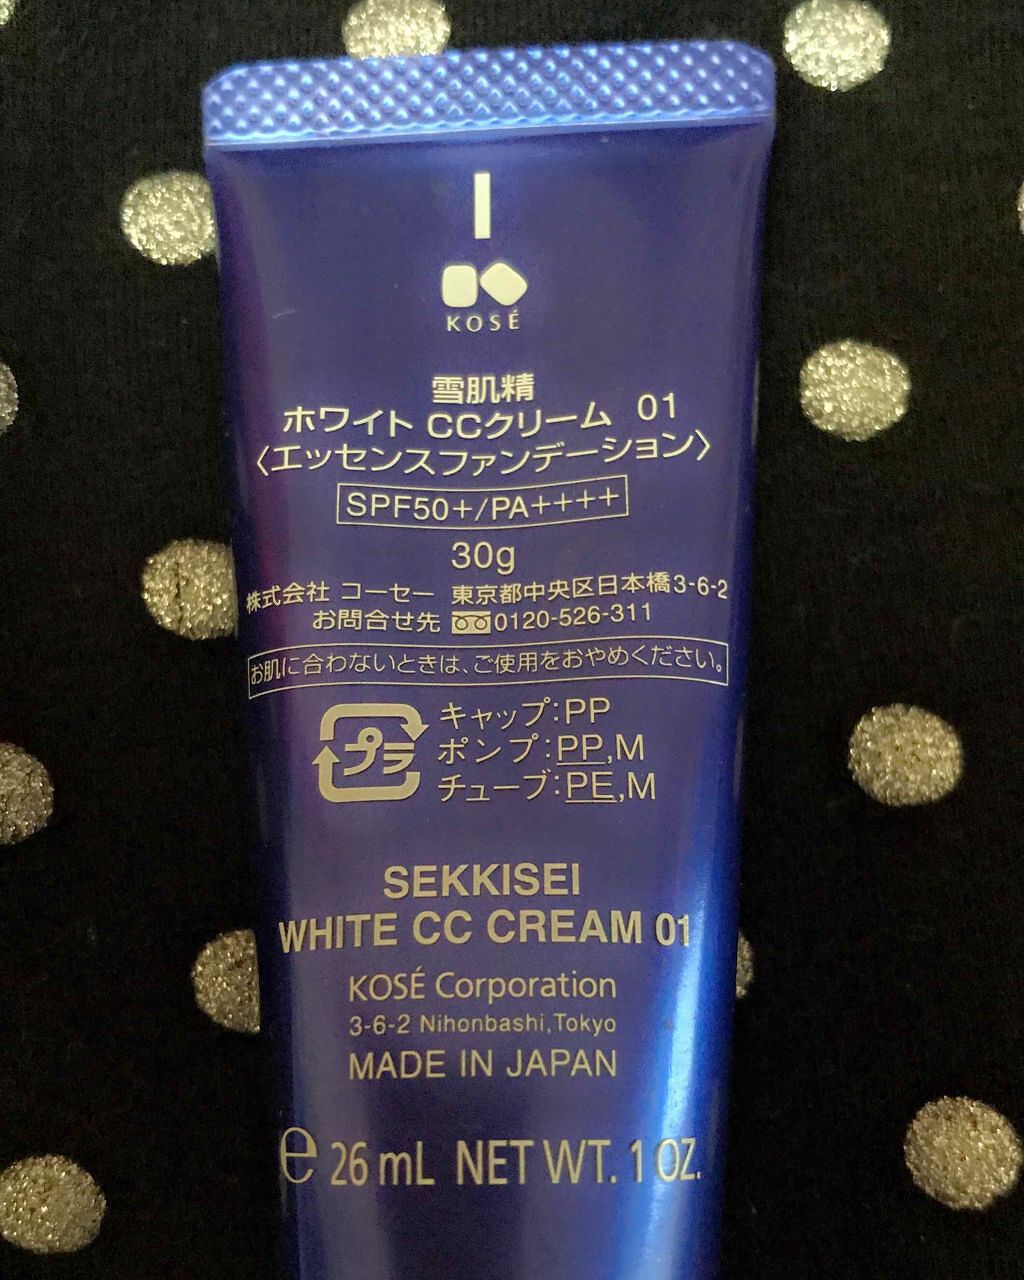 KOSÉ
雪肌精
ホワイト CCクリーム 01
〈エッセンスファンデーション〉
SPF50+/PA++++
30g
株式会社 コーセー 東京都中央区日本橋3-6-2
お問合せ先 0120-526-311
お肌に合わないときは、ご使用をおやめください。
プラ
キャップ:PP
ポンプ:PP,M
チューブ:PE,M
SEKKISEI
WHITE CC CREAM 01
KOSÉ Corporation
3-6-2 Nihonbashi,Tokyo
MADE IN JAPAN
e 26 mL NET WT. 1 OZ.